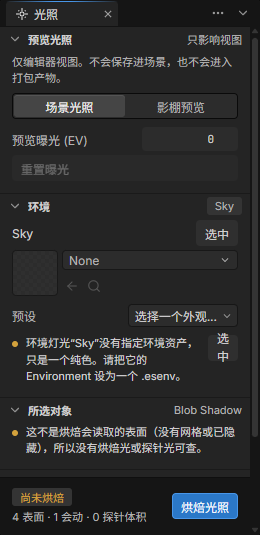 光照
预览光照 只影响视图
仅编辑器视图。不会保存进场景，也不会进
打包产物。
场景光照 影棚预览
预览曝光 (EV) 0
重置曝光
环境 Sky
Sky 选中
None
预设 选择一个外观...
环境灯光“Sky”没有指定环境资产，
只是一个纯色。请把它的
Environment 设为一个 .esenv。
选
中
所选对象 Blob Shadow
这不是烘焙会读取的表面（没有网格或已隐
藏），所以没有烘焙光或探针光可查。
尚未烘焙
4 表面 · 1 会动 · 0 探针体积
烘焙光照